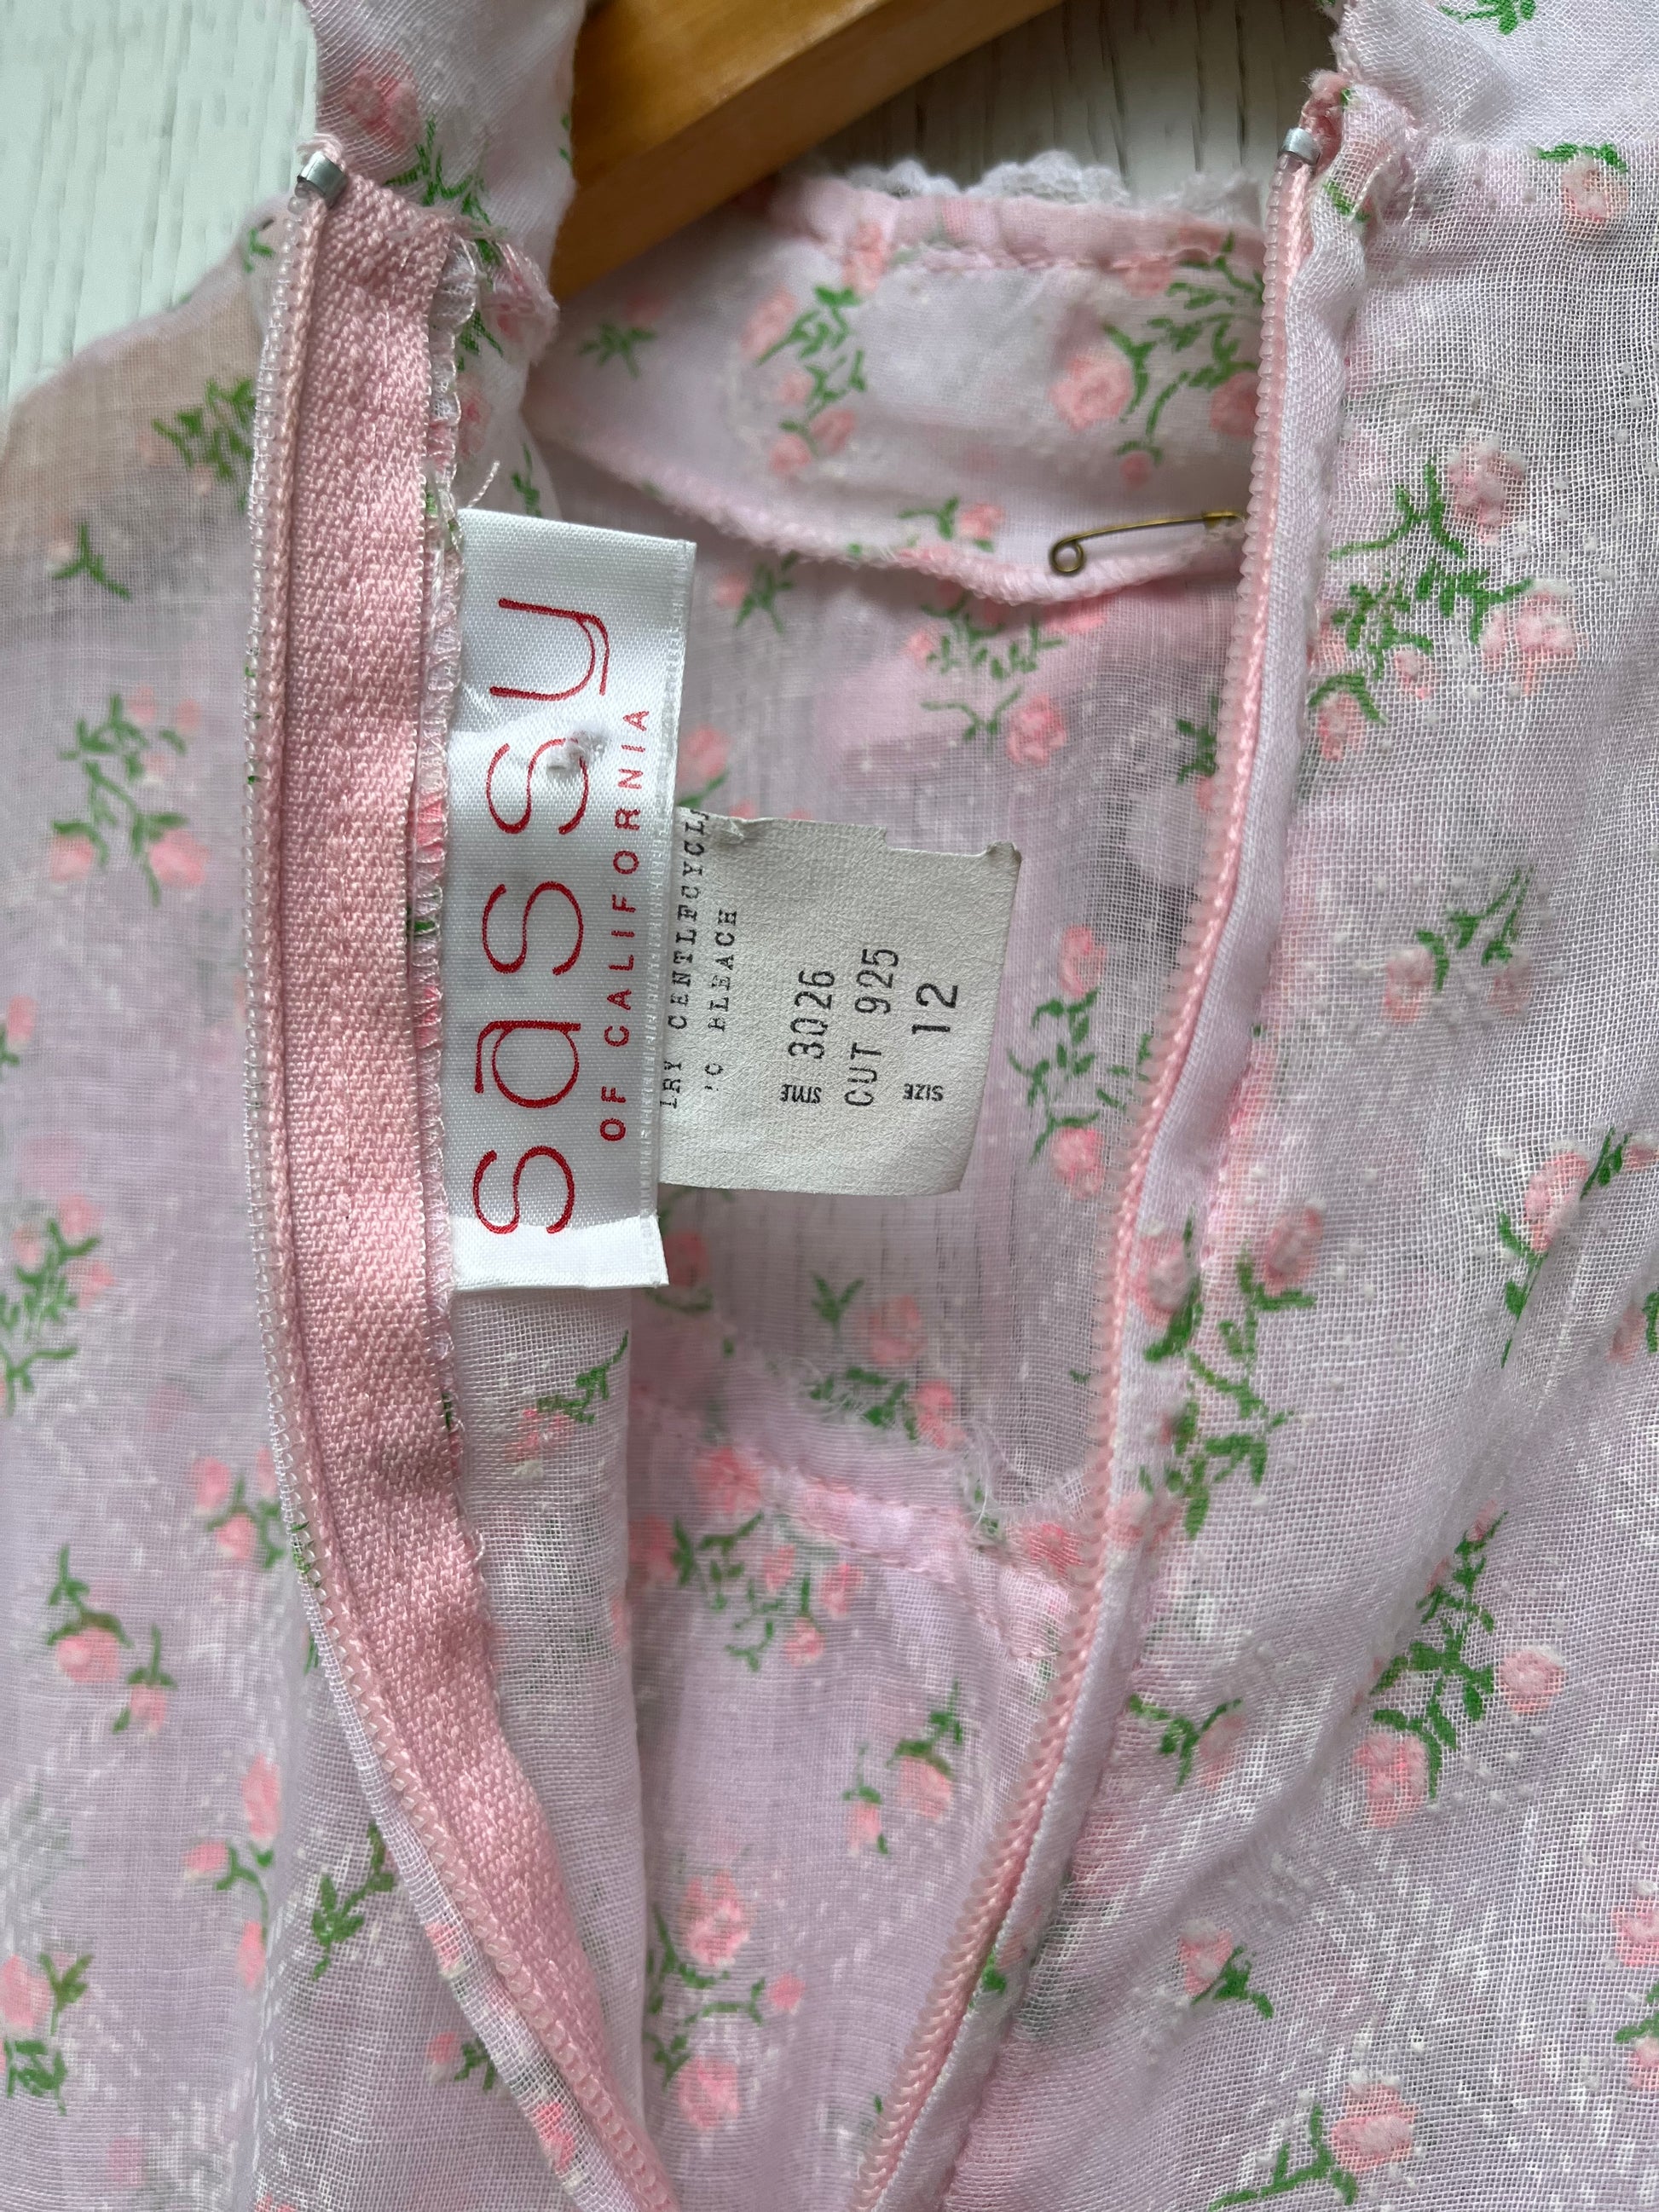 sassy
OF CALIFORNIA
DRY GENTLE CYCLE
NO BLEACH
STYLE 3026
CUT 925
SIZE 12